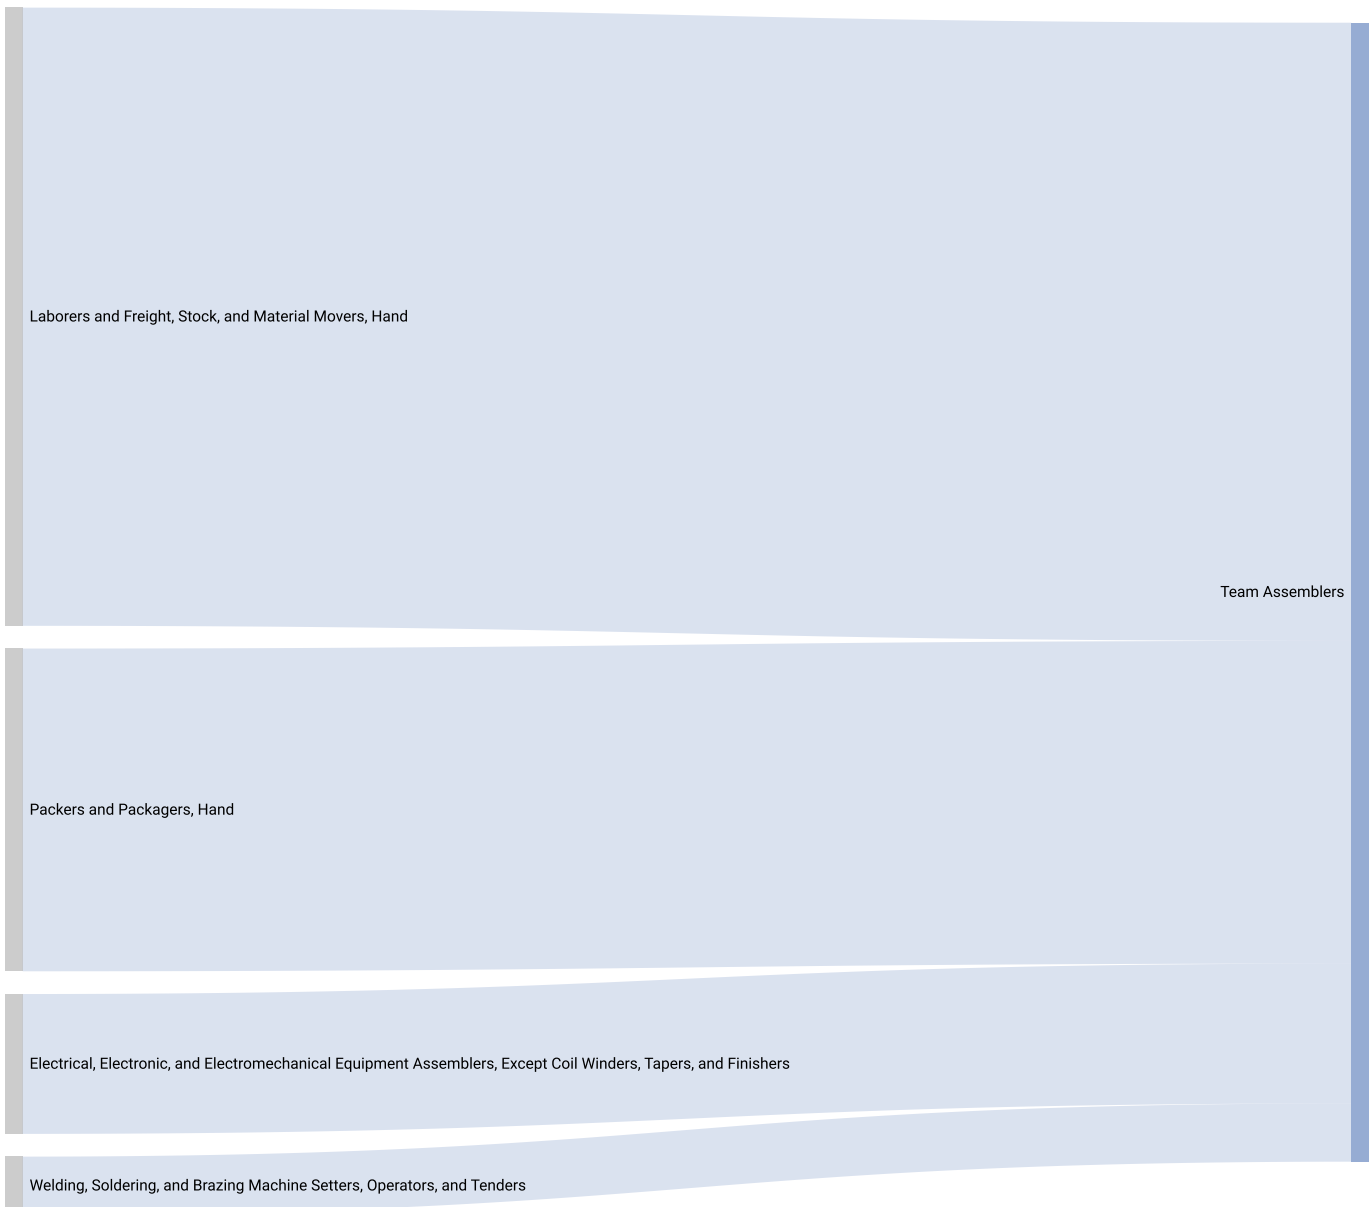 Laborers and Freight, Stock, and Material Movers, Hand
Team Assemblers
Packers and Packagers, Hand
Electrical, Electronic, and Electromechanical Equipment Assemblers, Except Coil Winders, Tapers, and Finishers
Welding, Soldering, and Brazing Machine Setters, Operators, and Tenders